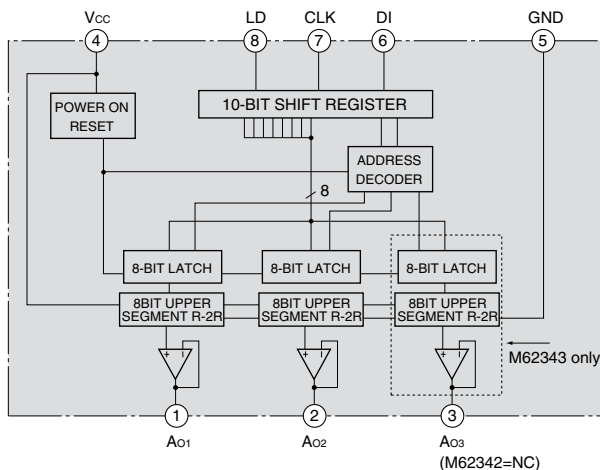 VCC LD CLK DI GND
4 8 7 6 5
POWER ON
RESET
10-BIT SHIFT REGISTER
ADDRESS
DECODER
8
8-BIT LATCH 8-BIT LATCH 8-BIT LATCH
8BIT UPPER
SEGMENT R-2R
8BIT UPPER
SEGMENT R-2R
8BIT UPPER
SEGMENT R-2R
M62343 only
+ - + - + -
1 2 3
AO1 AO2 AO3
(M62342=NC)